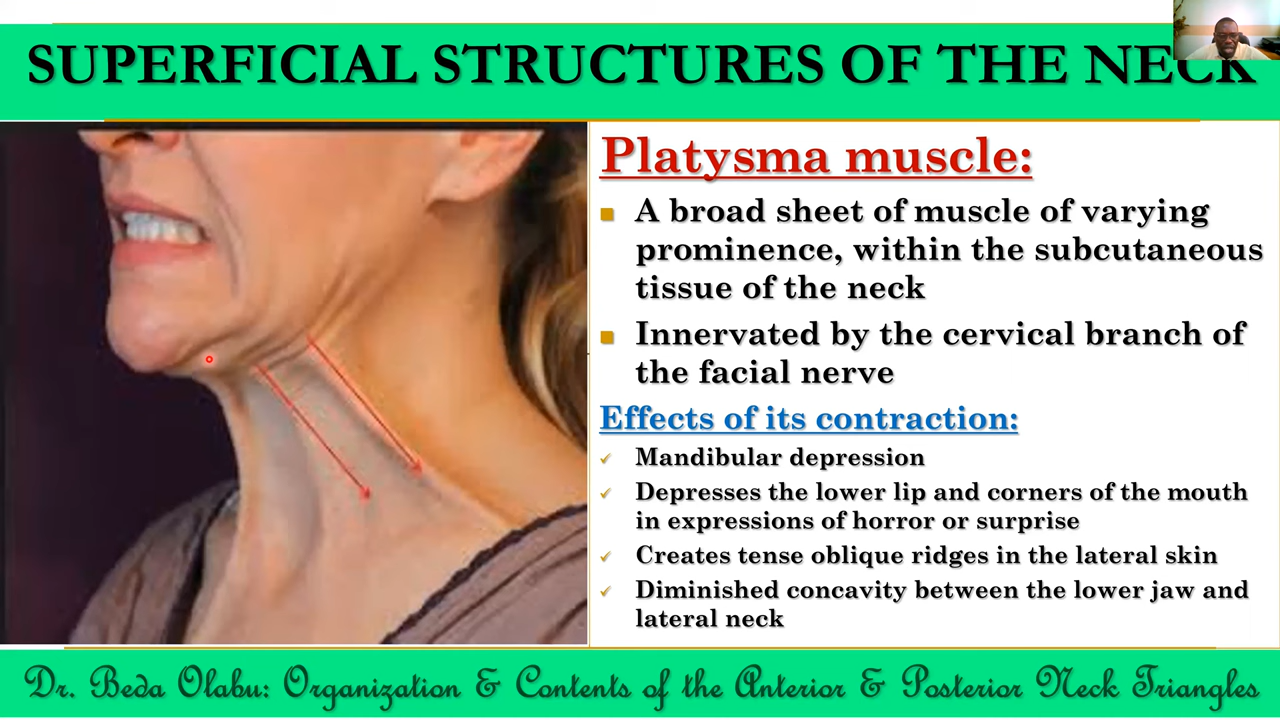 SUPERFICIAL STRUCTURES OF THE NECK
Platysma muscle:
A broad sheet of muscle of varying
prominence, within the subcutaneous
tissue of the neck
Innervated by the cervical branch of
the facial nerve
Effects of its contraction:
Mandibular depression
Depresses the lower lip and corners of the mouth
in expressions of horror or surprise
Creates tense oblique ridges in the lateral skin
Diminished concavity between the lower jaw and
lateral neck
Dr. Beda Olabu: Organization & Contents of the Anterior & Posterior Neck Triangles